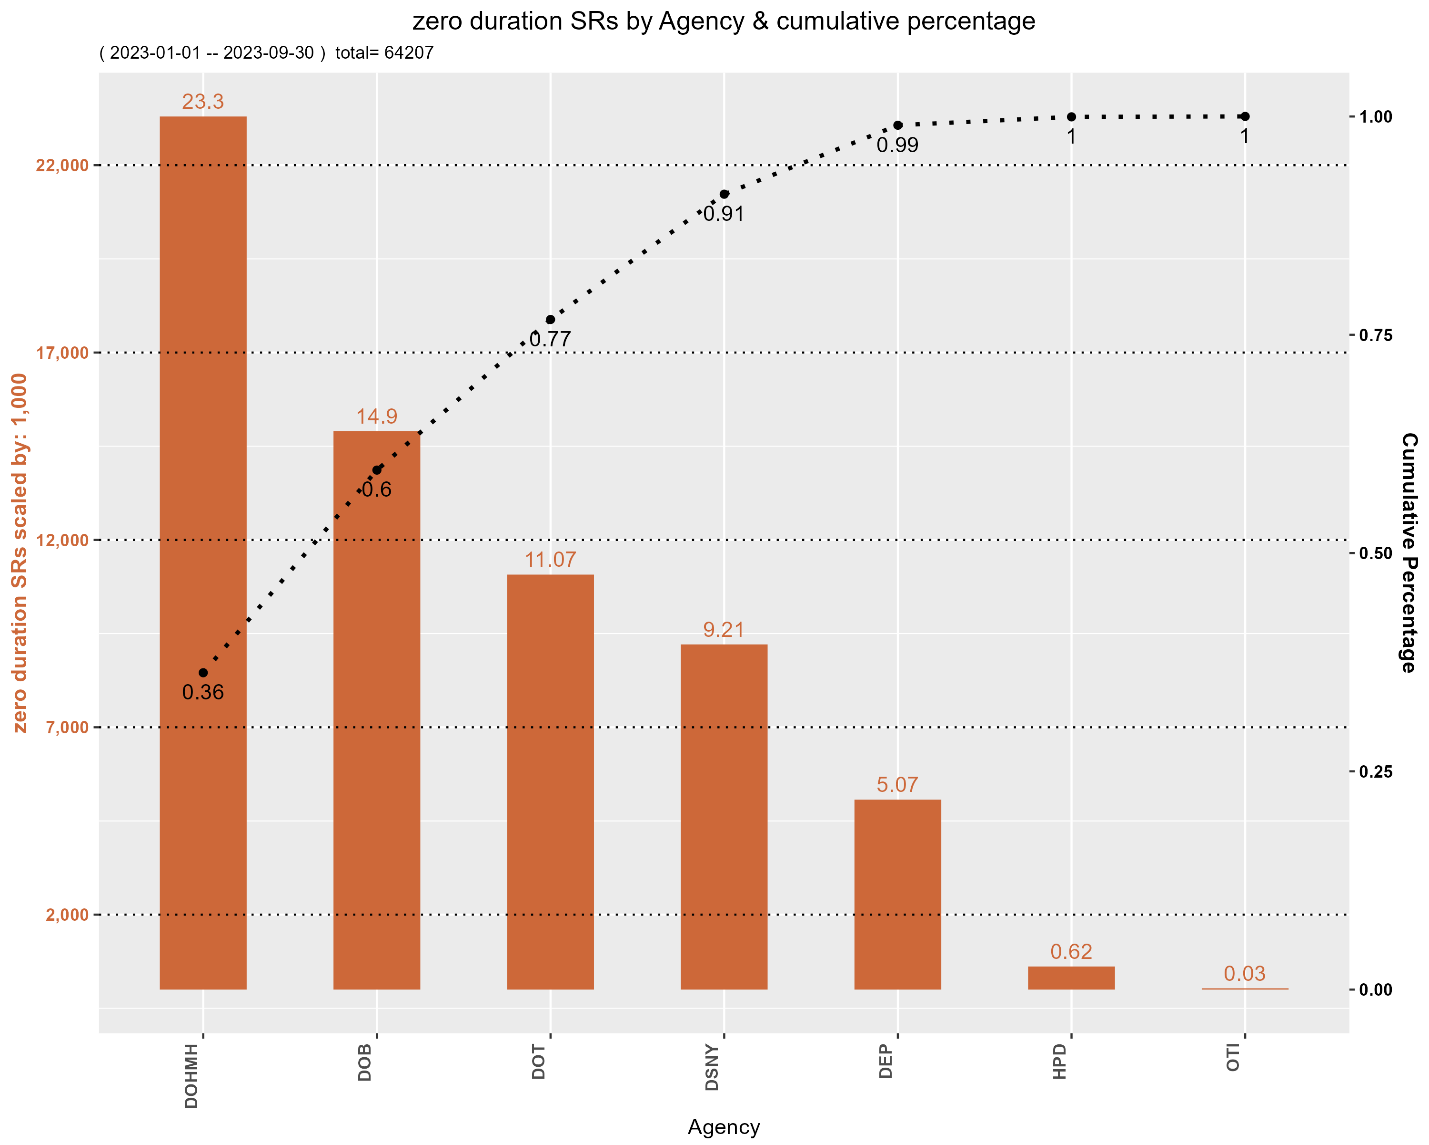 zero duration SRs by Agency & cumulative percentage
( 2023-01-01 -- 2023-09-30 )  total= 64207
zero duration SRs scaled by: 1,000
22,000
17,000
12,000
7,000
2,000
23.3
14.9
11.07
9.21
5.07
0.62
0.03
0.36
0.6
0.77
0.91
0.99
1
1
1.00
0.75
0.50
0.25
0.00
Cumulative Percentage
DOHMH
DOB
DOT
DSNY
DEP
HPD
OTI
Agency